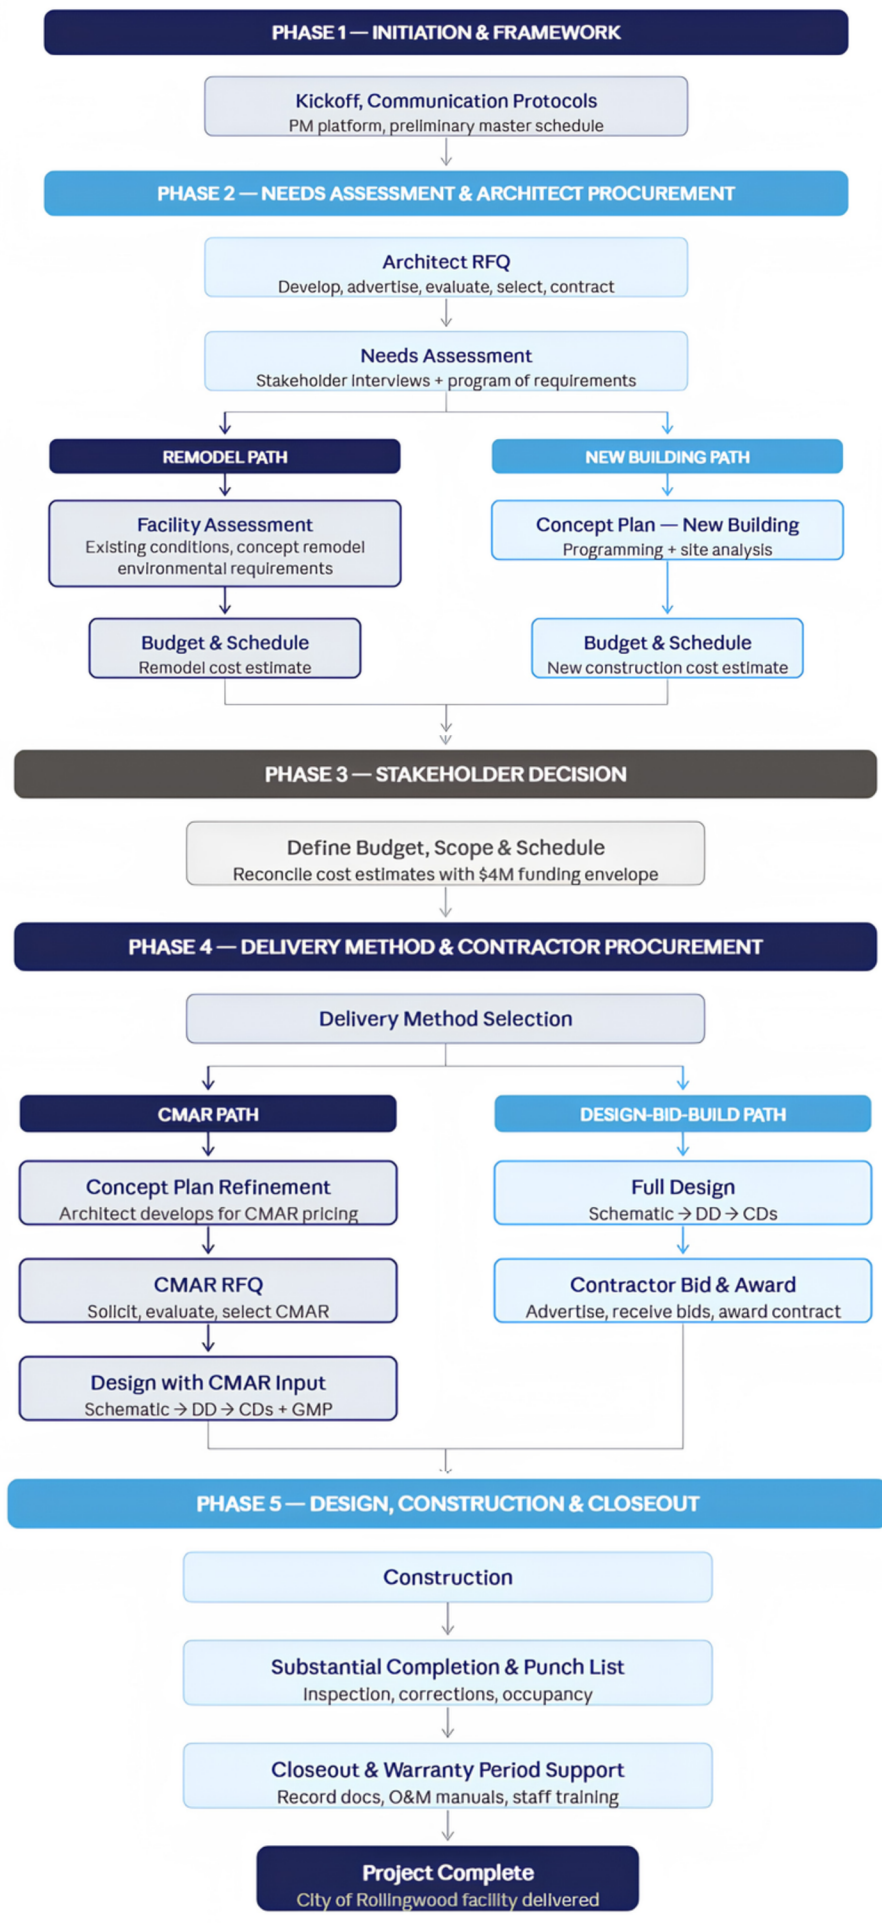 PHASE 1 — INITIATION & FRAMEWORK
Kickoff, Communication Protocols
PM platform, preliminary master schedule
PHASE 2 — NEEDS ASSESSMENT & ARCHITECT PROCUREMENT
Architect RFQ
Develop, advertise, evaluate, select, contract
Needs Assessment
Stakeholder interviews + program of requirements
REMODEL PATH
Facility Assessment
Existing conditions, concept remodel
environmental requirements
Budget & Schedule
Remodel cost estimate
NEW BUILDING PATH
Concept Plan — New Building
Programming + site analysis
Budget & Schedule
New construction cost estimate
PHASE 3 — STAKEHOLDER DECISION
Define Budget, Scope & Schedule
Reconcile cost estimates with $4M funding envelope
PHASE 4 — DELIVERY METHOD & CONTRACTOR PROCUREMENT
Delivery Method Selection
CMAR PATH
Concept Plan Refinement
Architect develops for CMAR pricing
CMAR RFQ
Solicit, evaluate, select CMAR
Design with CMAR Input
Schematic → DD → CDs + GMP
DESIGN-BID-BUILD PATH
Full Design
Schematic → DD → CDs
Contractor Bid & Award
Advertise, receive bids, award contract
PHASE 5 — DESIGN, CONSTRUCTION & CLOSEOUT
Construction
Substantial Completion & Punch List
Inspection, corrections, occupancy
Closeout & Warranty Period Support
Record docs, O&M manuals, staff training
Project Complete
City of Rollingwood facility delivered